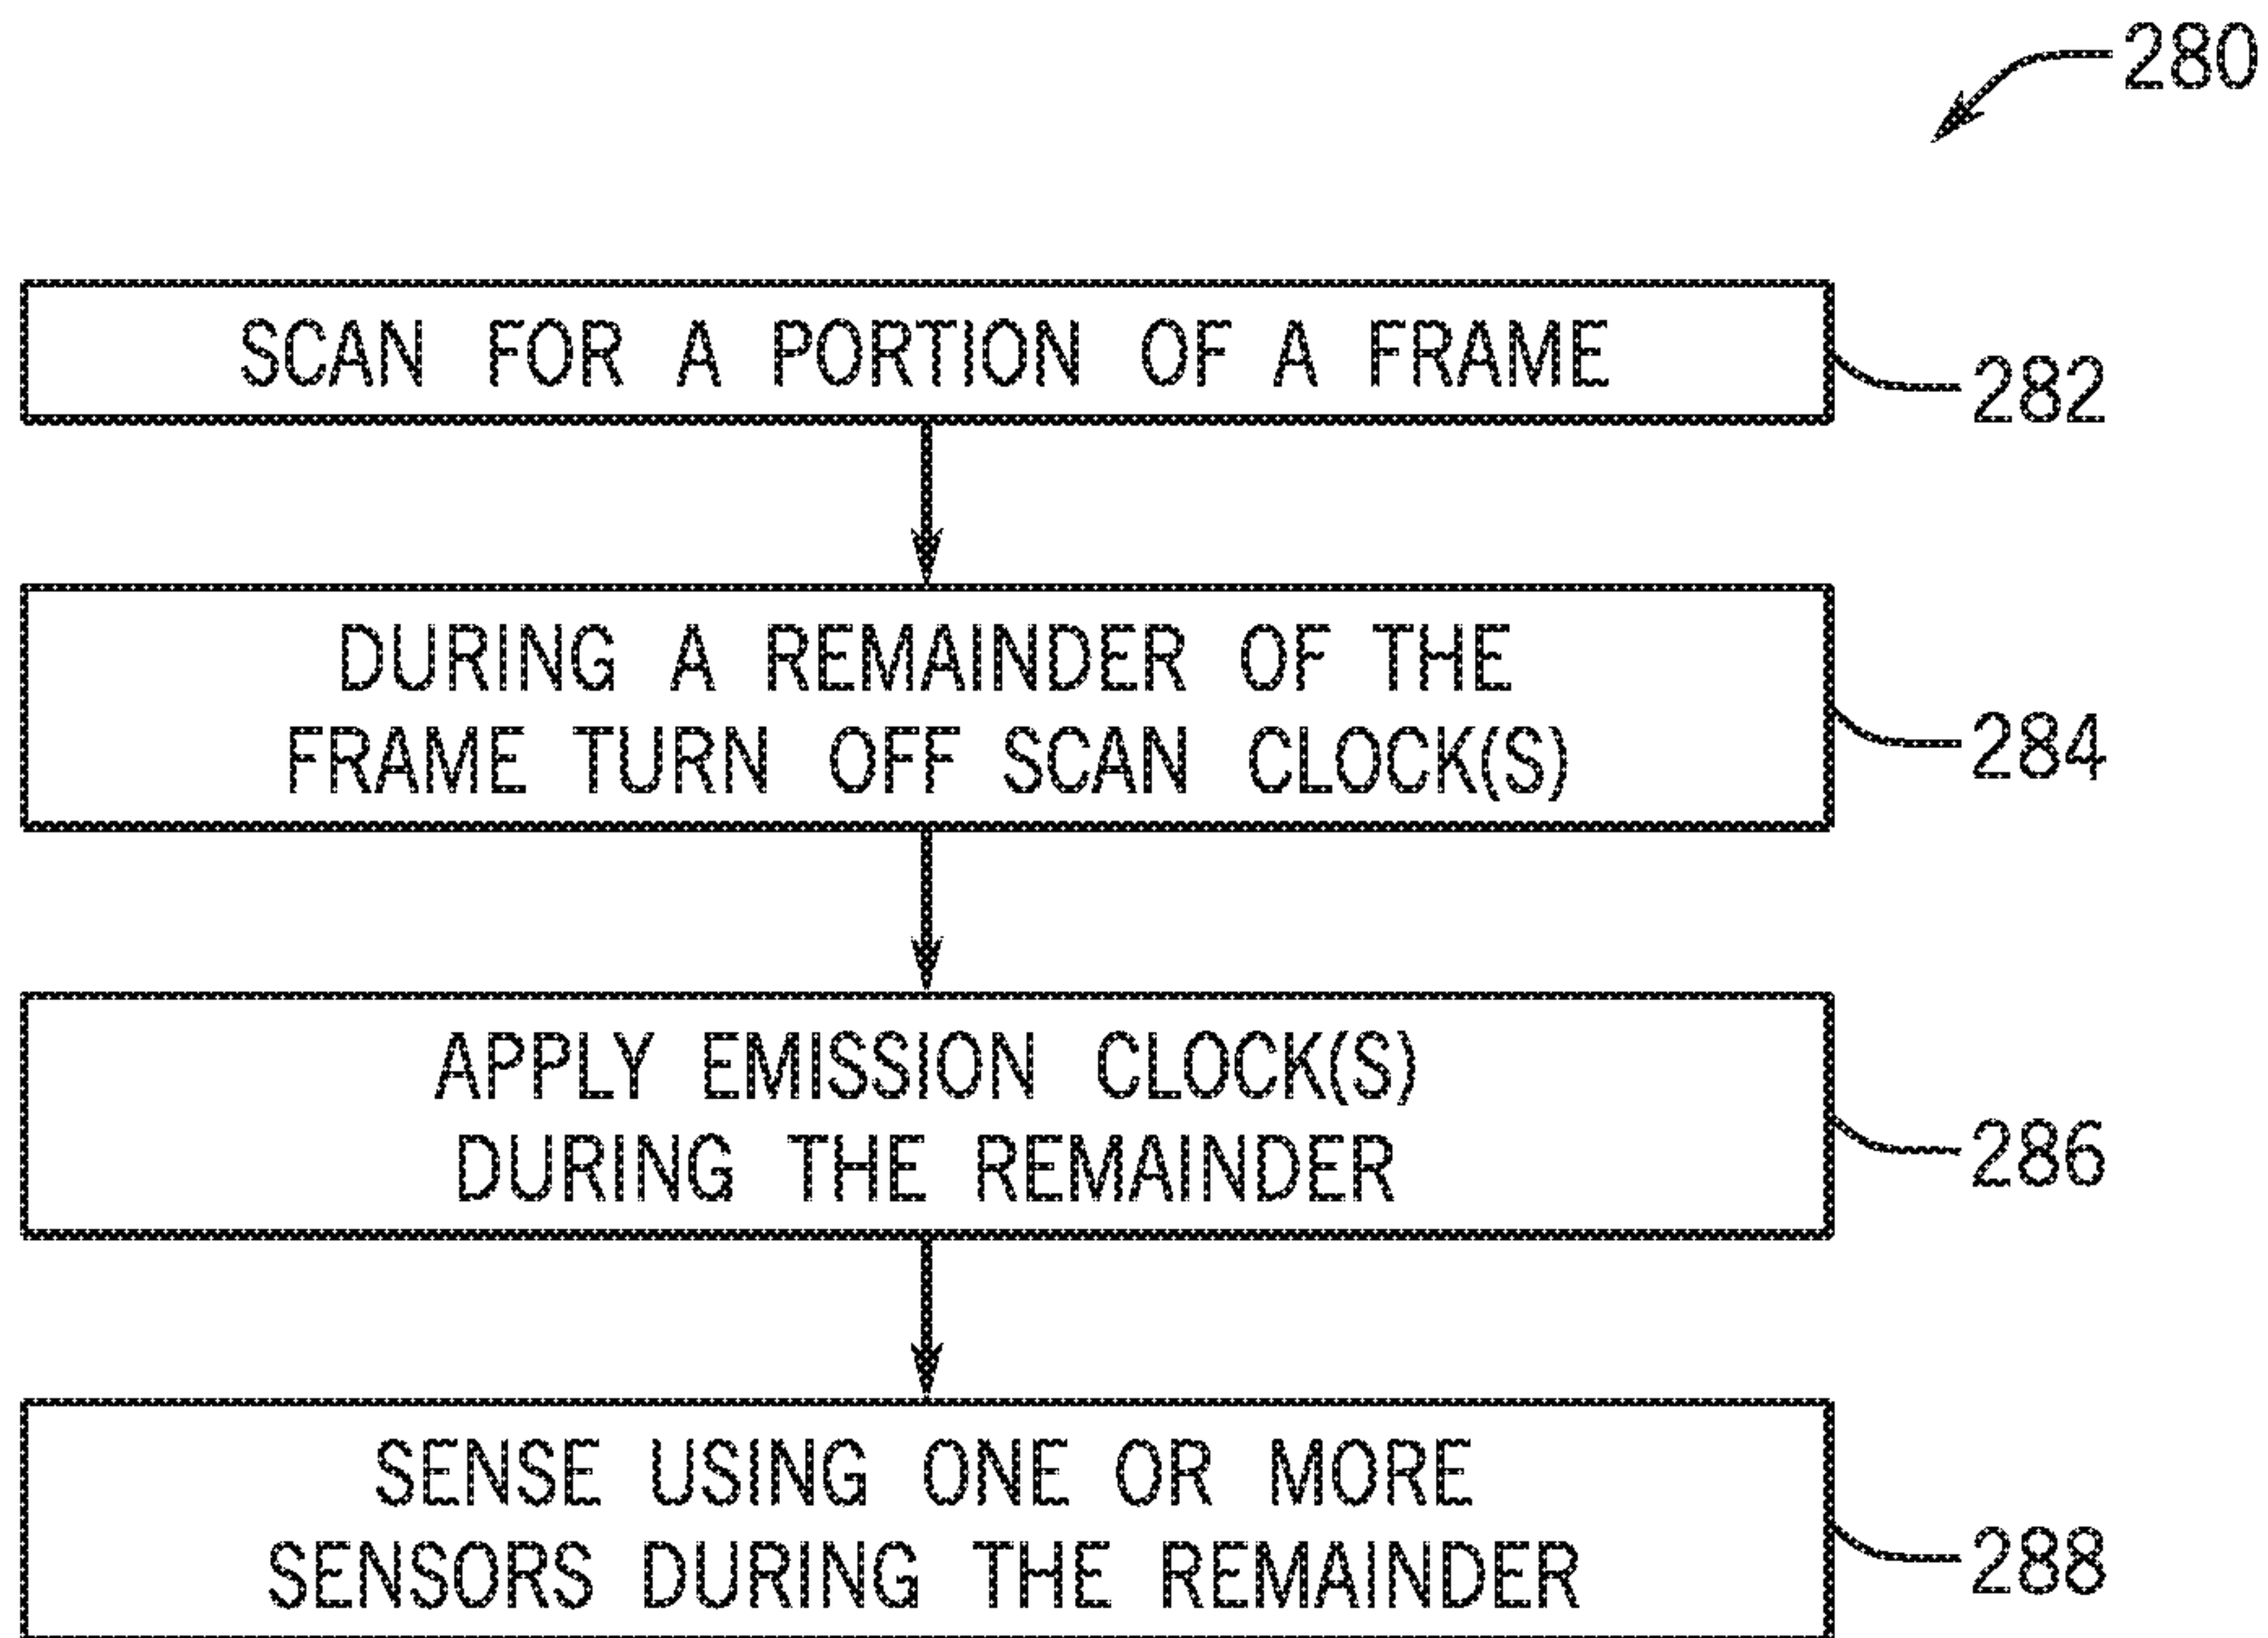 280
SCAN FOR A PORTION OF A FRAME
282
DURING A REMAINDER OF THE
FRAME TURN OFF SCAN CLOCK(S)
284
APPLY EMISSION CLOCK(S)
DURING THE REMAINDER
286
SENSE USING ONE OR MORE
SENSORS DURING THE REMAINDER
288